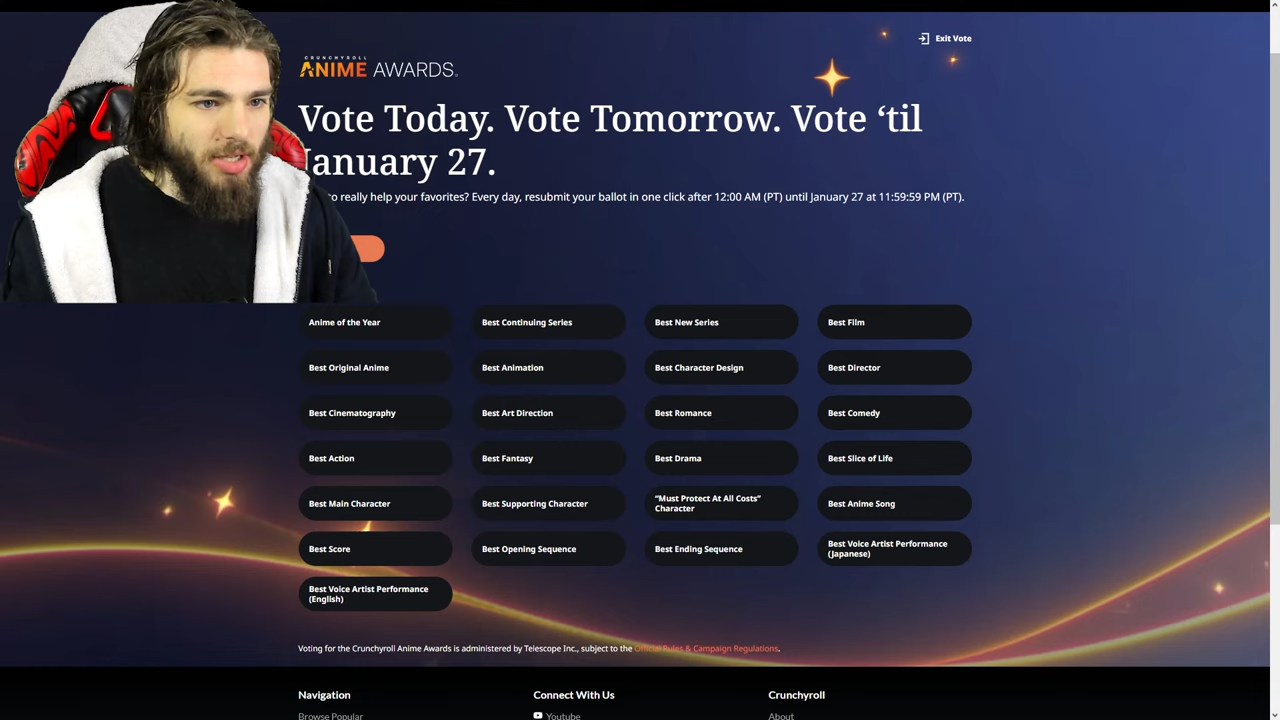 Exit Vote
CRUNCHYROLL
ANIME AWARDS
Vote Today. Vote Tomorrow. Vote ‘til
January 27.
to really help your favorites? Every day, resubmit your ballot in one click after 12:00 AM (PT) until January 27 at 11:59:59 PM (PT).
Anime of the Year
Best Continuing Series
Best New Series
Best Film
Best Original Anime
Best Animation
Best Character Design
Best Director
Best Cinematography
Best Art Direction
Best Romance
Best Comedy
Best Action
Best Fantasy
Best Drama
Best Slice of Life
Best Main Character
Best Supporting Character
“Must Protect At All Costs”
Character
Best Anime Song
Best Score
Best Opening Sequence
Best Ending Sequence
Best Voice Artist Performance
(Japanese)
Best Voice Artist Performance
(English)
Voting for the Crunchyroll Anime Awards is administered by Telescope Inc., subject to the Official Rules & Campaign Regulations.
Navigation
Connect With Us
Crunchyroll
Browse Popular
Youtube
About